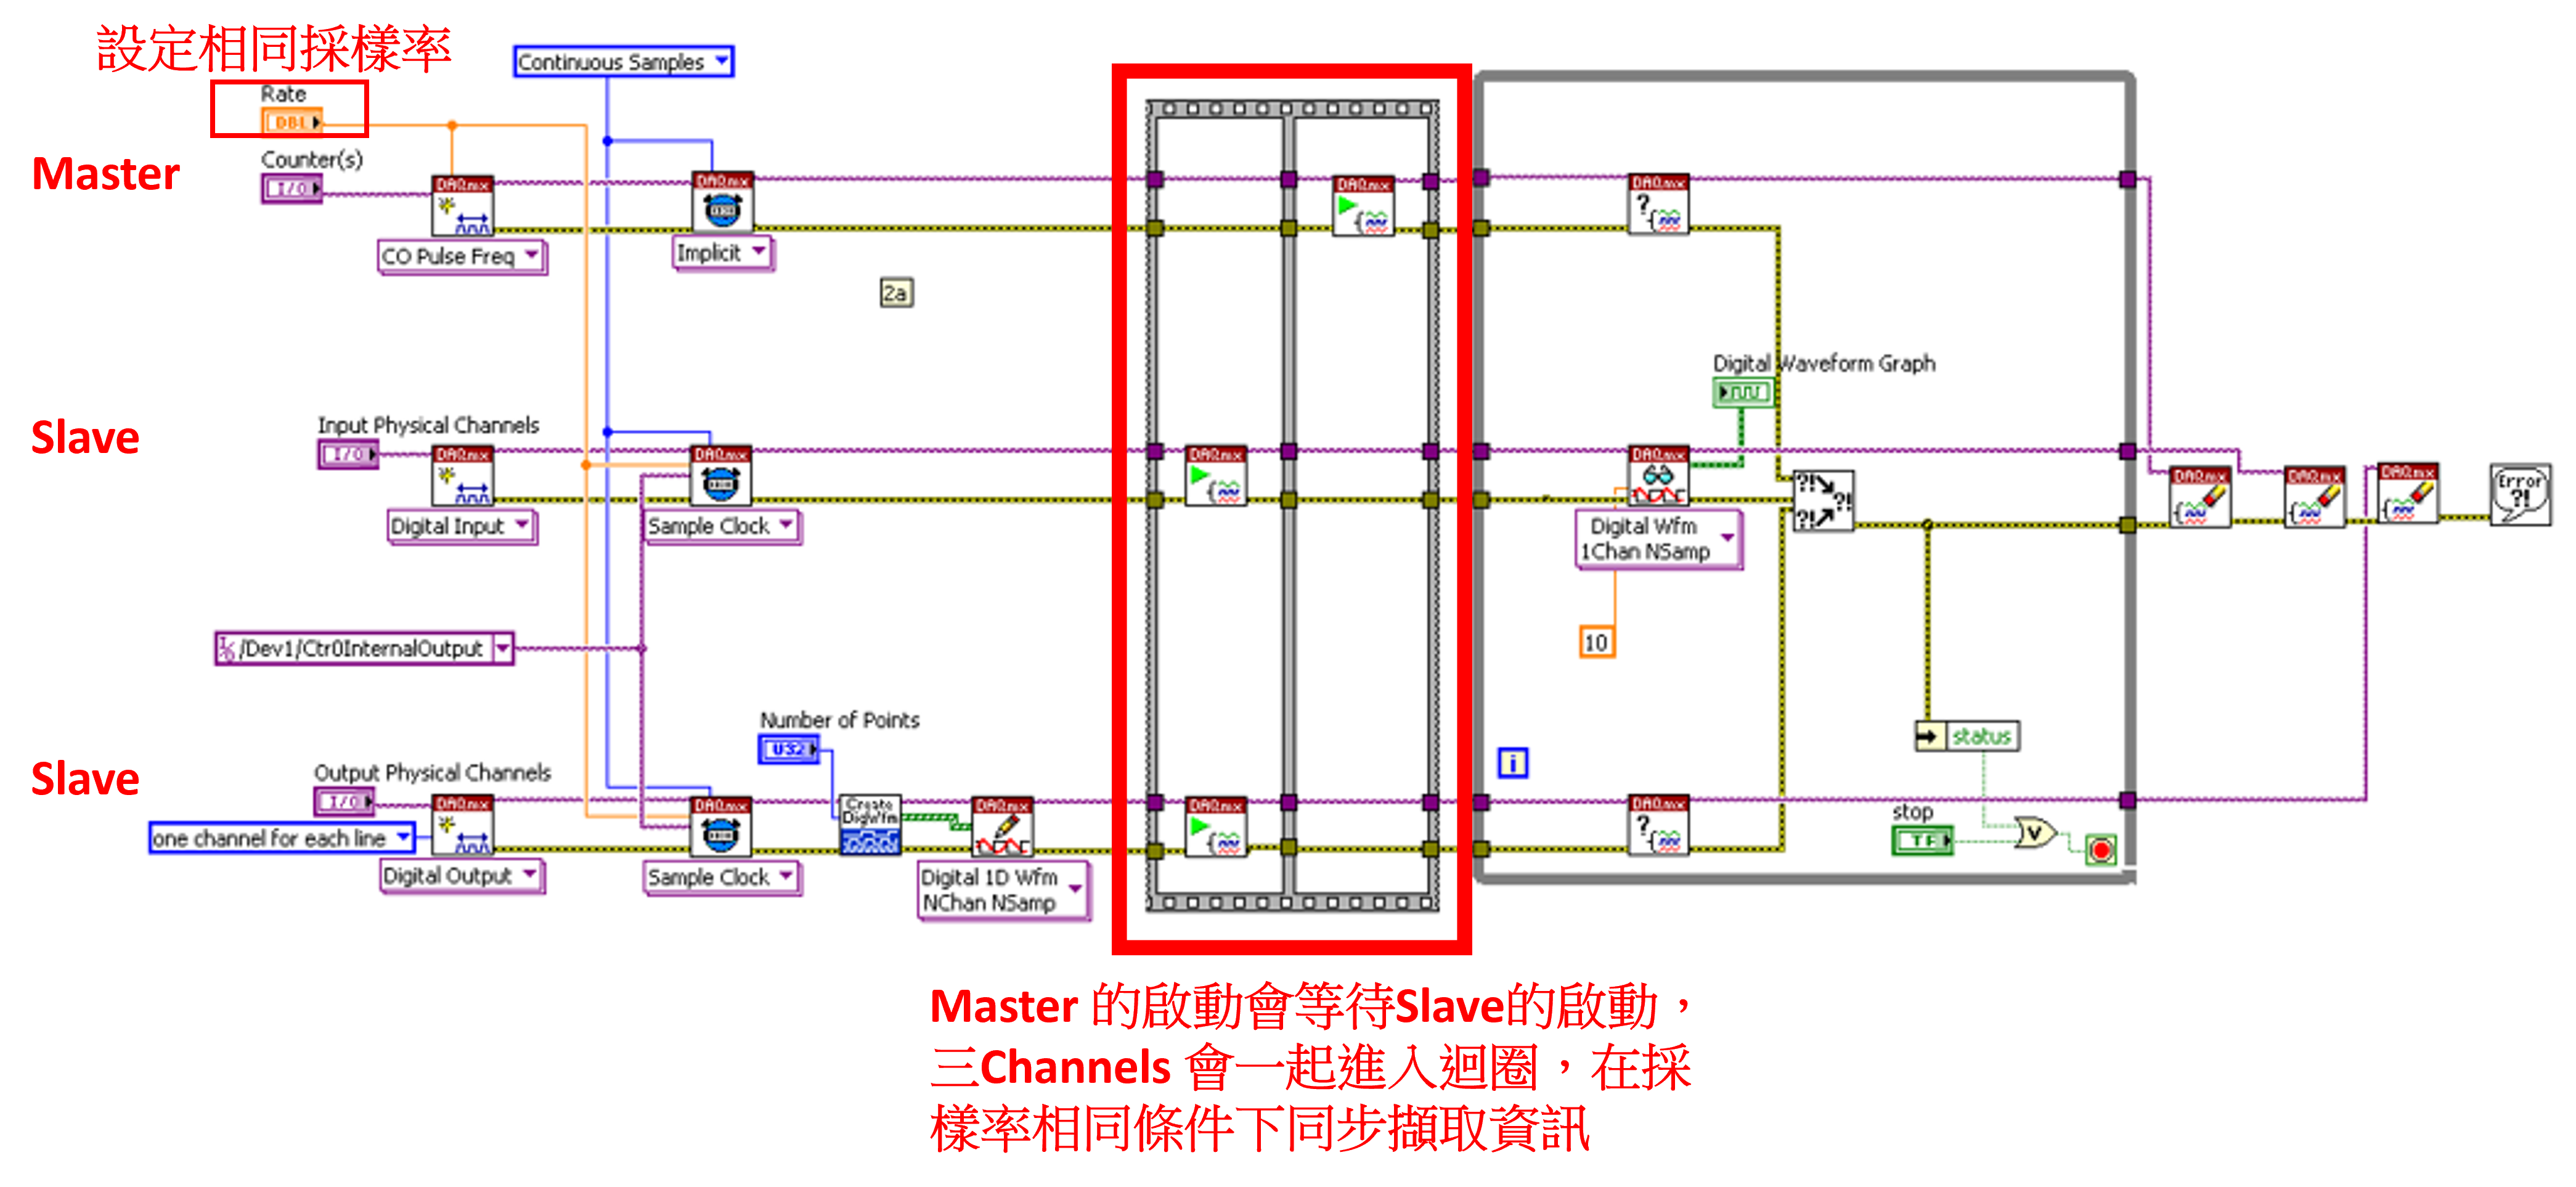 設定相同採樣率
Continuous Samples
Rate
DBL
Counter(s)
Master
I/O
DAQmx
DAQmx
DAQmx
DAQmx
CO Pulse Freq
Implicit
2a
Digital Waveform Graph
Slave
Input Physical Channels
I/O
DAQmx
DAQmx
DAQmx
DAQmx
DAQmx
DAQmx
DAQmx
Error
?!
Digital Input
Sample Clock
Digital Wfm
1Chan NSamp
?!
?!
?!
/Dev1/Ctr0InternalOutput
10
Number of Points
U32
status
i
Slave
Output Physical Channels
I/O
DAQmx
DAQmx
Create
DigWfm
DAQmx
DAQmx
DAQmx
stop
TF
V
one channel for each line
Digital Output
Sample Clock
Digital 1D Wfm
NChan NSamp
Master 的啟動會等待Slave的啟動，
三Channels 會一起進入迴圈，在採
樣率相同條件下同步擷取資訊